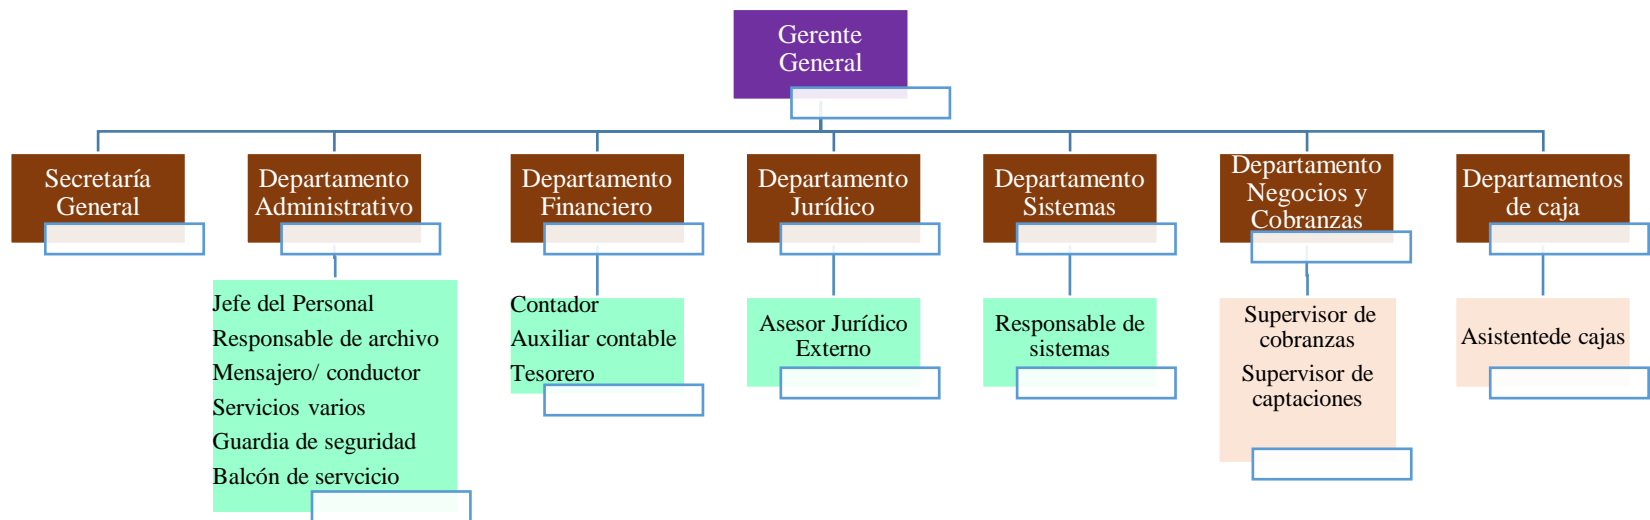 Gerente
General
Secretaría
General
Departamento
Administrativo
Departamento
Financiero
Departamento
Jurídico
Departamento
Sistemas
Departamento
Negocios y
Cobranzas
Departamentos
de caja
Jefe del Personal
Responsable de archivo
Mensajero/ conductor
Servicios varios
Guardia de seguridad
Balcón de servcicio
Contador
Auxiliar contable
Tesorero
Asesor Jurídico
Externo
Responsable de
sistemas
Supervisor de
cobranzas
Supervisor de
captaciones
Asistentede cajas